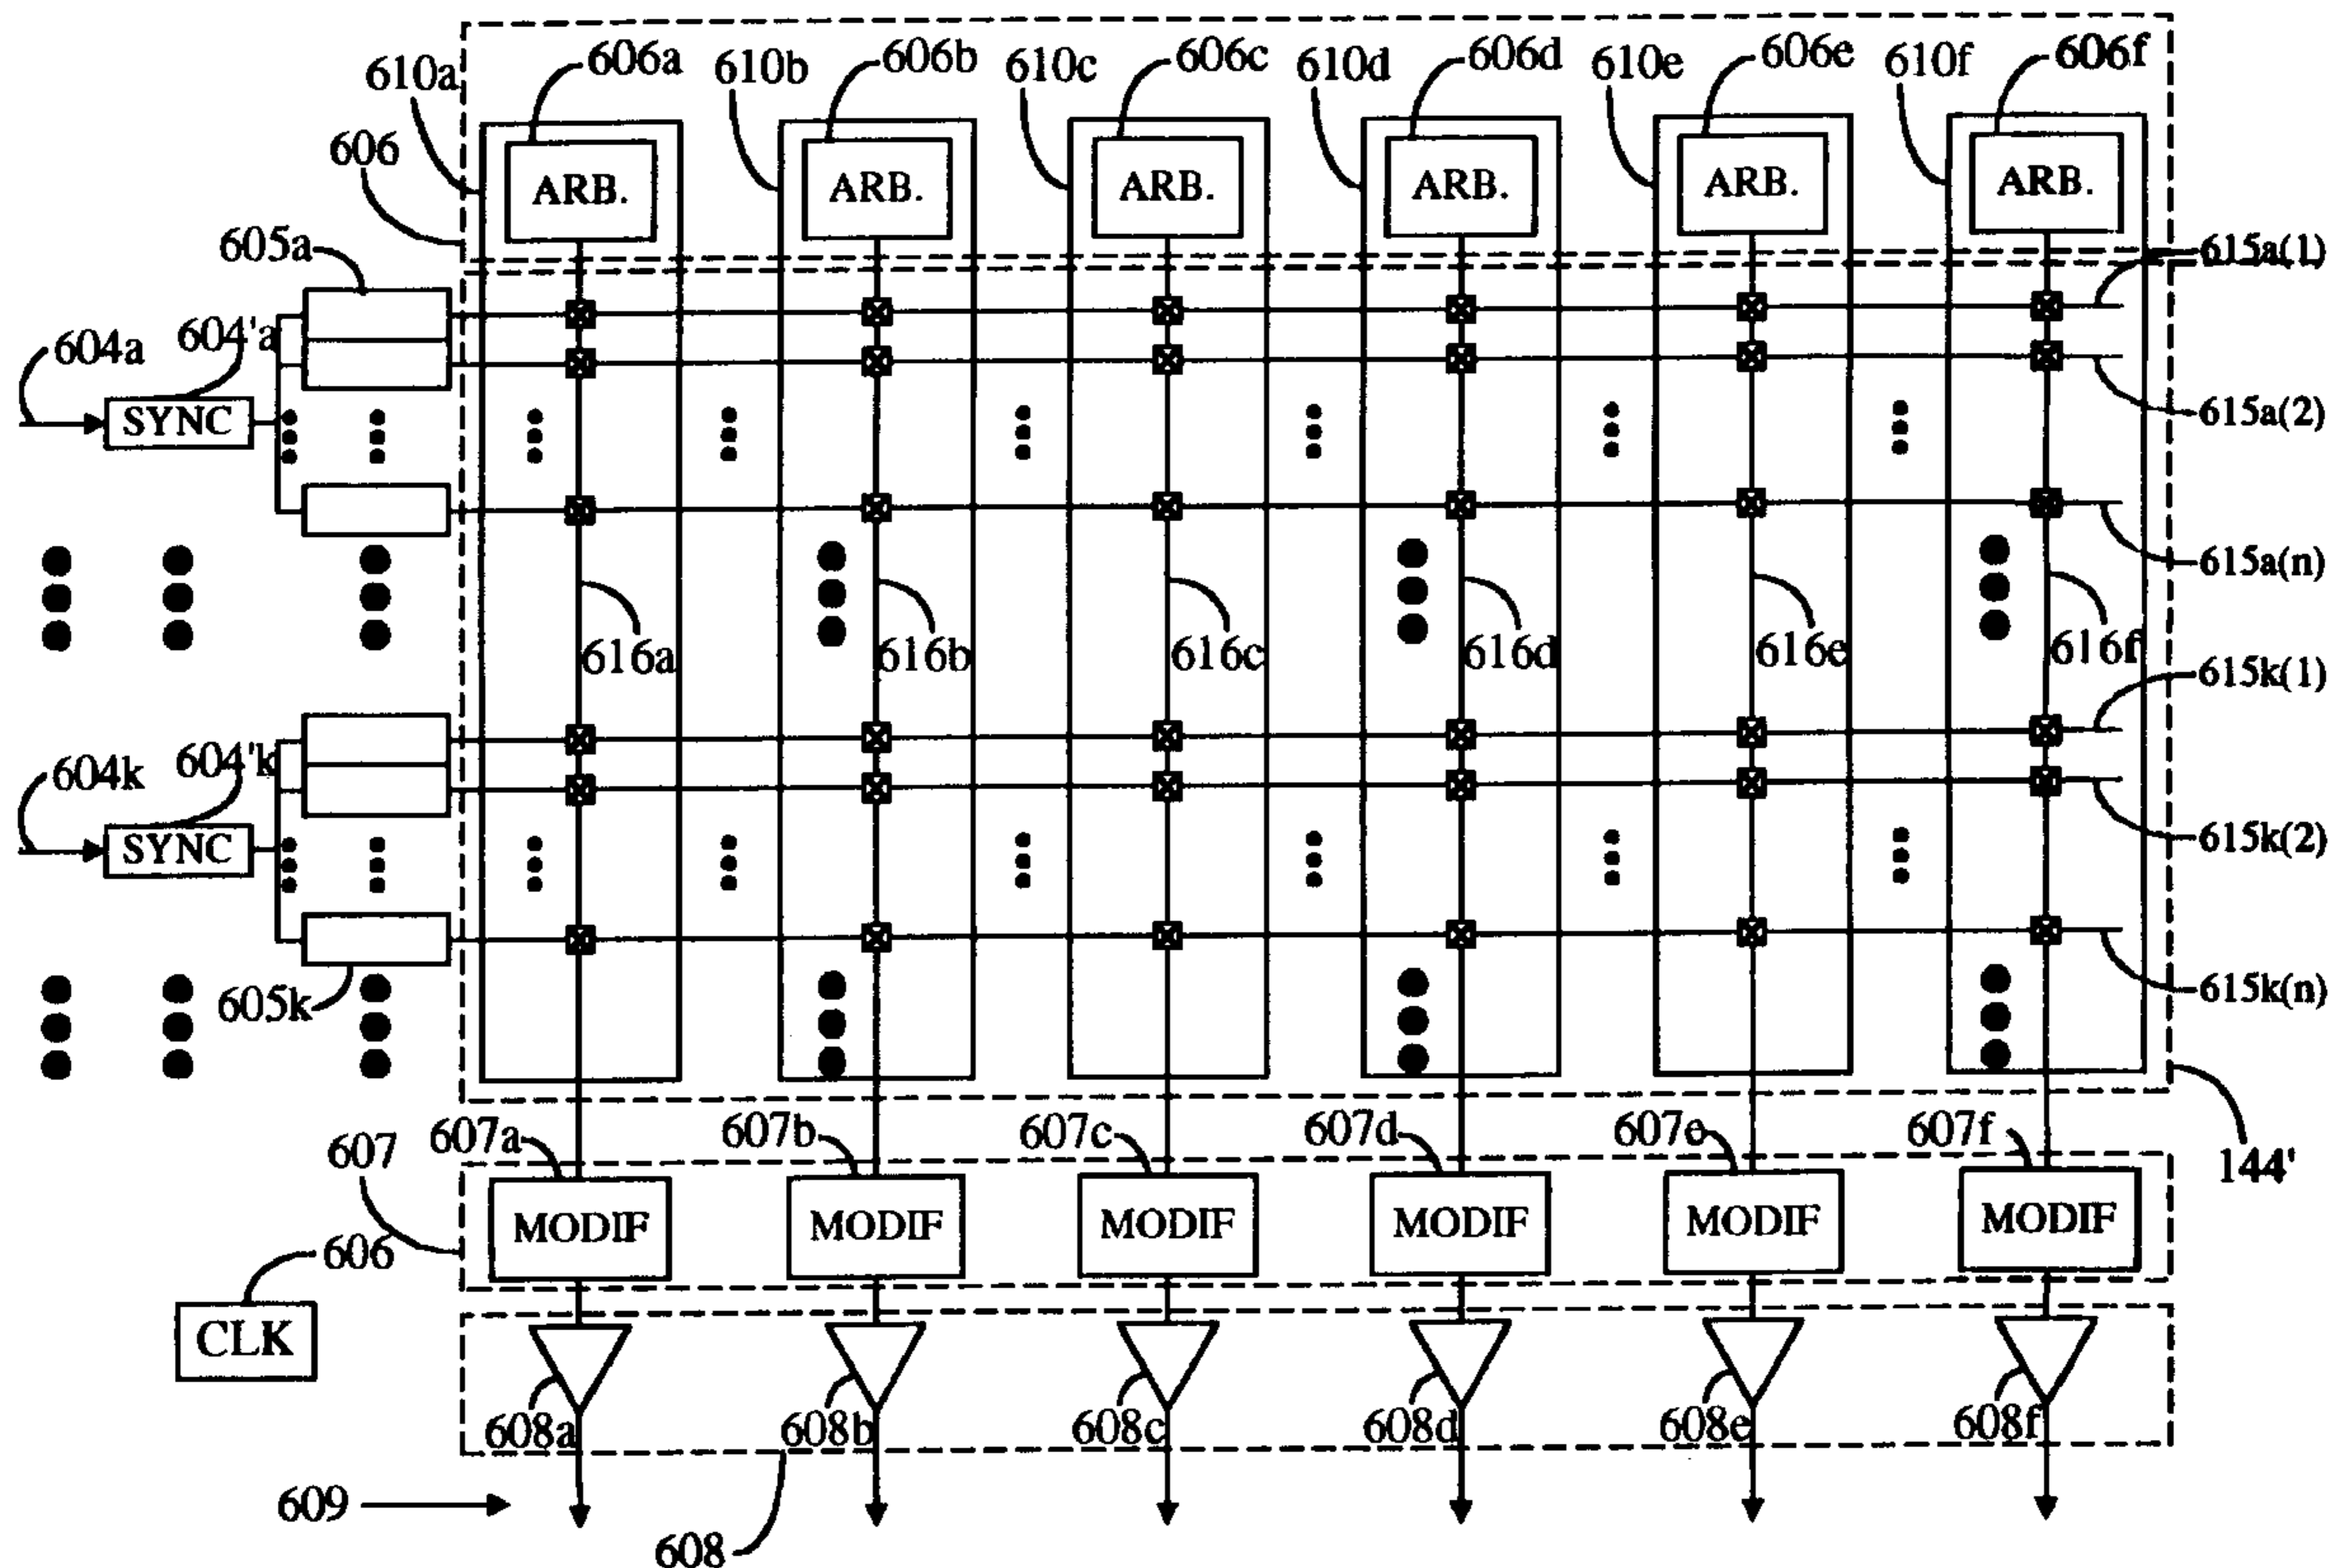 610a 606a 610b 606b 610c 606c 610d 606d 610e 606e 610f 606f
606
ARB. ARB. ARB. ARB. ARB. ARB.
605a 615a(1)
604a 604'a
SYNC 615a(2)
615a(n)
616a 616b 616c 616d 616e 616f
615k(1)
604k 604'k
SYNC 615k(2)
605k 615k(n)
607 607a 607b 607c 607d 607e 607f 144'
MODIF MODIF MODIF MODIF MODIF MODIF
606
CLK
608a 608b 608c 608d 608e 608f
609
608